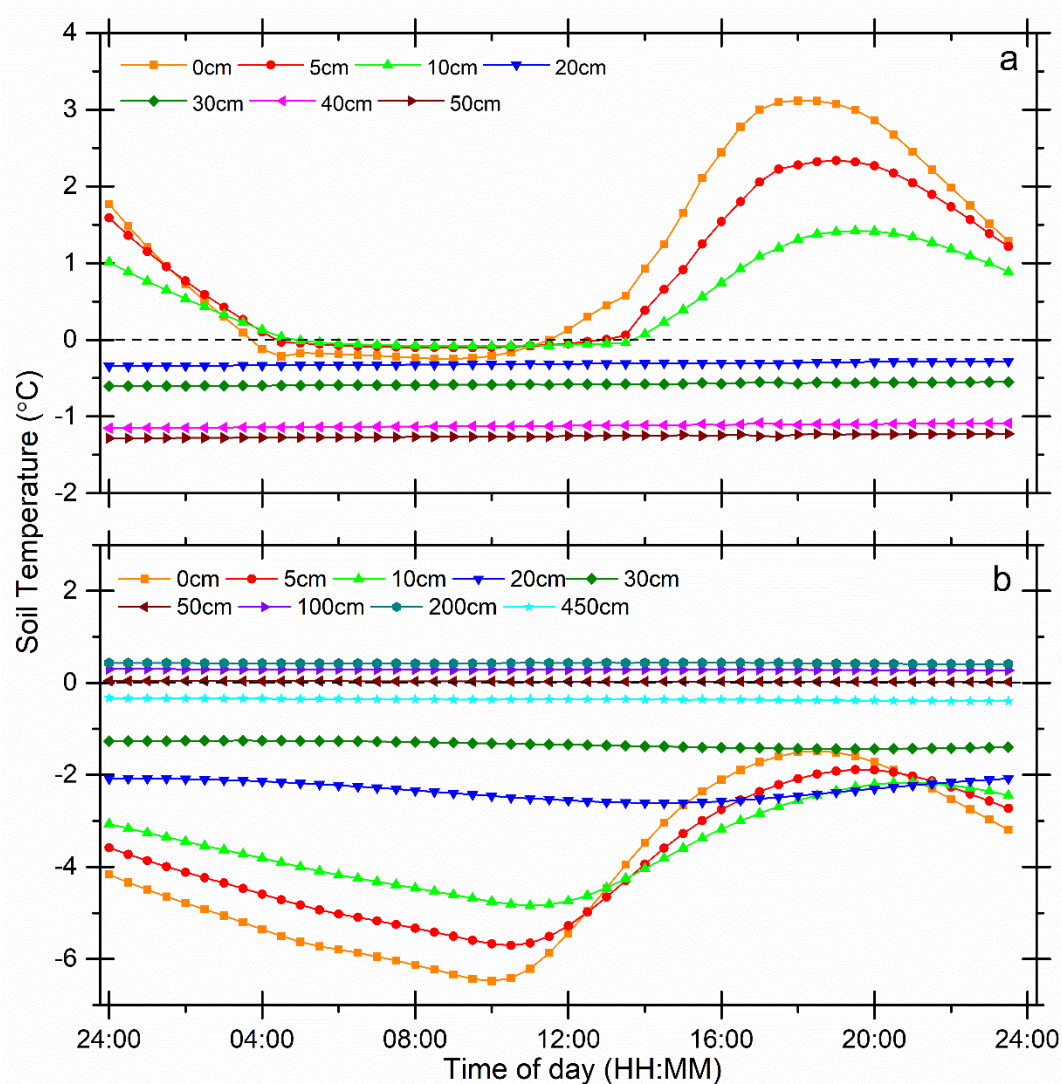 4
a
0cm 5cm 10cm 20cm
30cm 40cm 50cm
3
2
1
0
-1
-2
Soil Temperature (°C)
b
0cm 5cm 10cm 20cm 30cm
50cm 100cm 200cm 450cm
2
0
-2
-4
-6
24:00 04:00 08:00 12:00 16:00 20:00 24:00
Time of day (HH:MM)